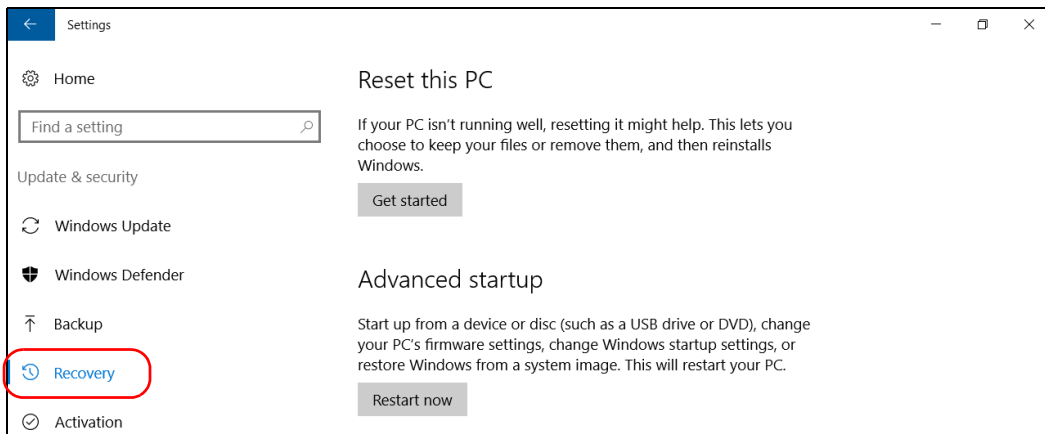 Settings
Home
Find a setting
Update & security
Windows Update
Windows Defender
Backup
Recovery
Activation
Reset this PC
If your PC isn't running well, resetting it might help. This lets you
choose to keep your files or remove them, and then reinstalls
Windows.
Get started
Advanced startup
Start up from a device or disc (such as a USB drive or DVD), change
your PC's firmware settings, change Windows startup settings, or
restore Windows from a system image. This will restart your PC.
Restart now